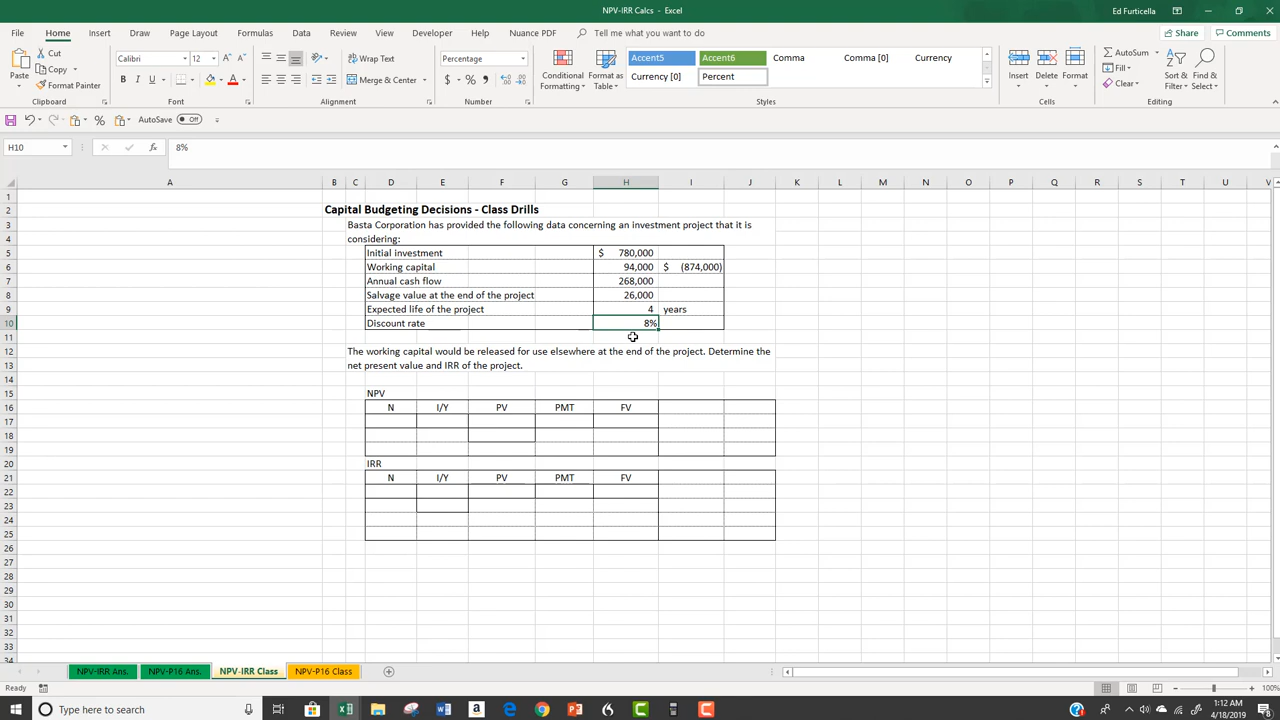 NPV-IRR Calcs - Excel
Ed Furticella
File Home Insert Draw Page Layout Formulas Data Review View Developer Help Nuance PDF Tell me what you want to do Share Comments
Paste Cut Copy Format Painter Clipboard
Calibri 12 B I U A A A Font
Wrap Text Merge & Center Alignment
Percentage $ % , Number
Conditional Formatting Format as Table
Accent5 Accent6 Comma Comma [0] Currency
Currency [0] Percent
Styles
Insert Delete Format Cells
AutoSum Fill Clear Sort & Filter Find & Select Editing
AutoSave Off
H10 fx 8%
A B C D E F G H I J K L M N O P Q R S T U V
1
2 Capital Budgeting Decisions - Class Drills
3 Basta Corporation has provided the following data concerning an investment project that it is
4 considering:
5 Initial investment $ 780,000
6 Working capital 94,000 $ (874,000)
7 Annual cash flow 268,000
8 Salvage value at the end of the project 26,000
9 Expected life of the project 4 years
10 Discount rate 8%
11
12 The working capital would be released for use elsewhere at the end of the project. Determine the
13 net present value and IRR of the project.
14
15 NPV
16 N I/Y PV PMT FV
17
18
19
20 IRR
21 N I/Y PV PMT FV
22
23
24
25
26
27
28
29
30
31
32
33
34
NPV-IRR Ans. NPV-P16 Ans. NPV-IRR Class NPV-P16 Class
Ready 100%
Type here to search
1:12 AM
4/18/2019